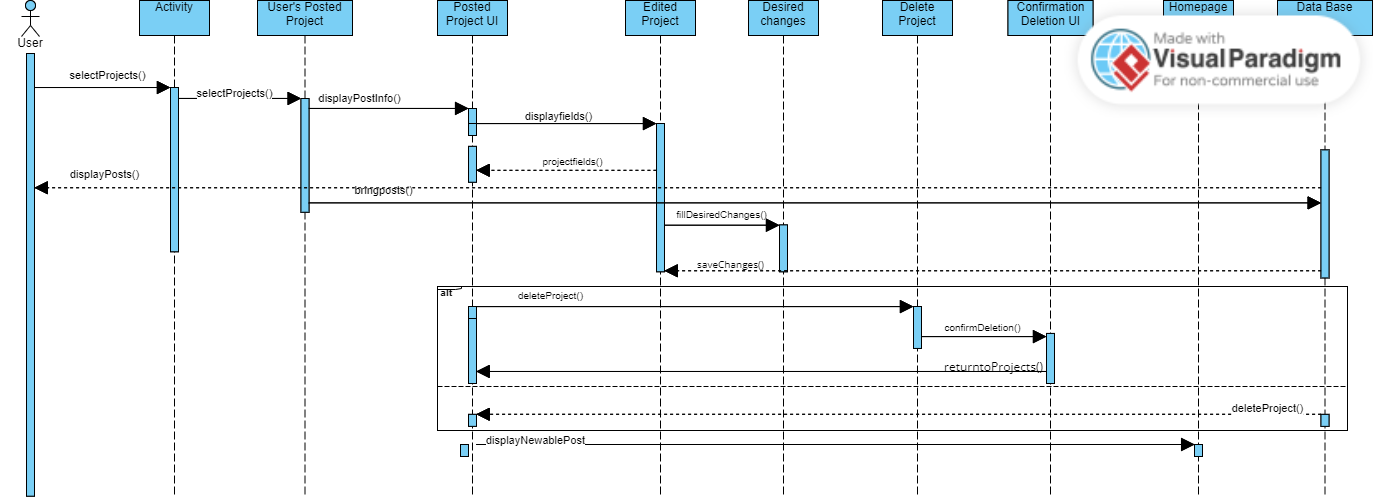 Activity
User's Posted
Project
Posted
Project UI
Edited
Project
Desired
changes
Delete
Project
Confirmation
Deletion UI
Homepage
Data Base
User
Made with
Visual Paradigm
For non-commercial use
selectProjects()
selectProjects()
displayPostInfo()
displayfields()
projectfields()
displayPosts()
bringposts()
fillDesiredChanges()
saveChanges()
alt
deleteProject()
confirmDeletion()
returntoProjects()
deleteProject()
displayNewablePost